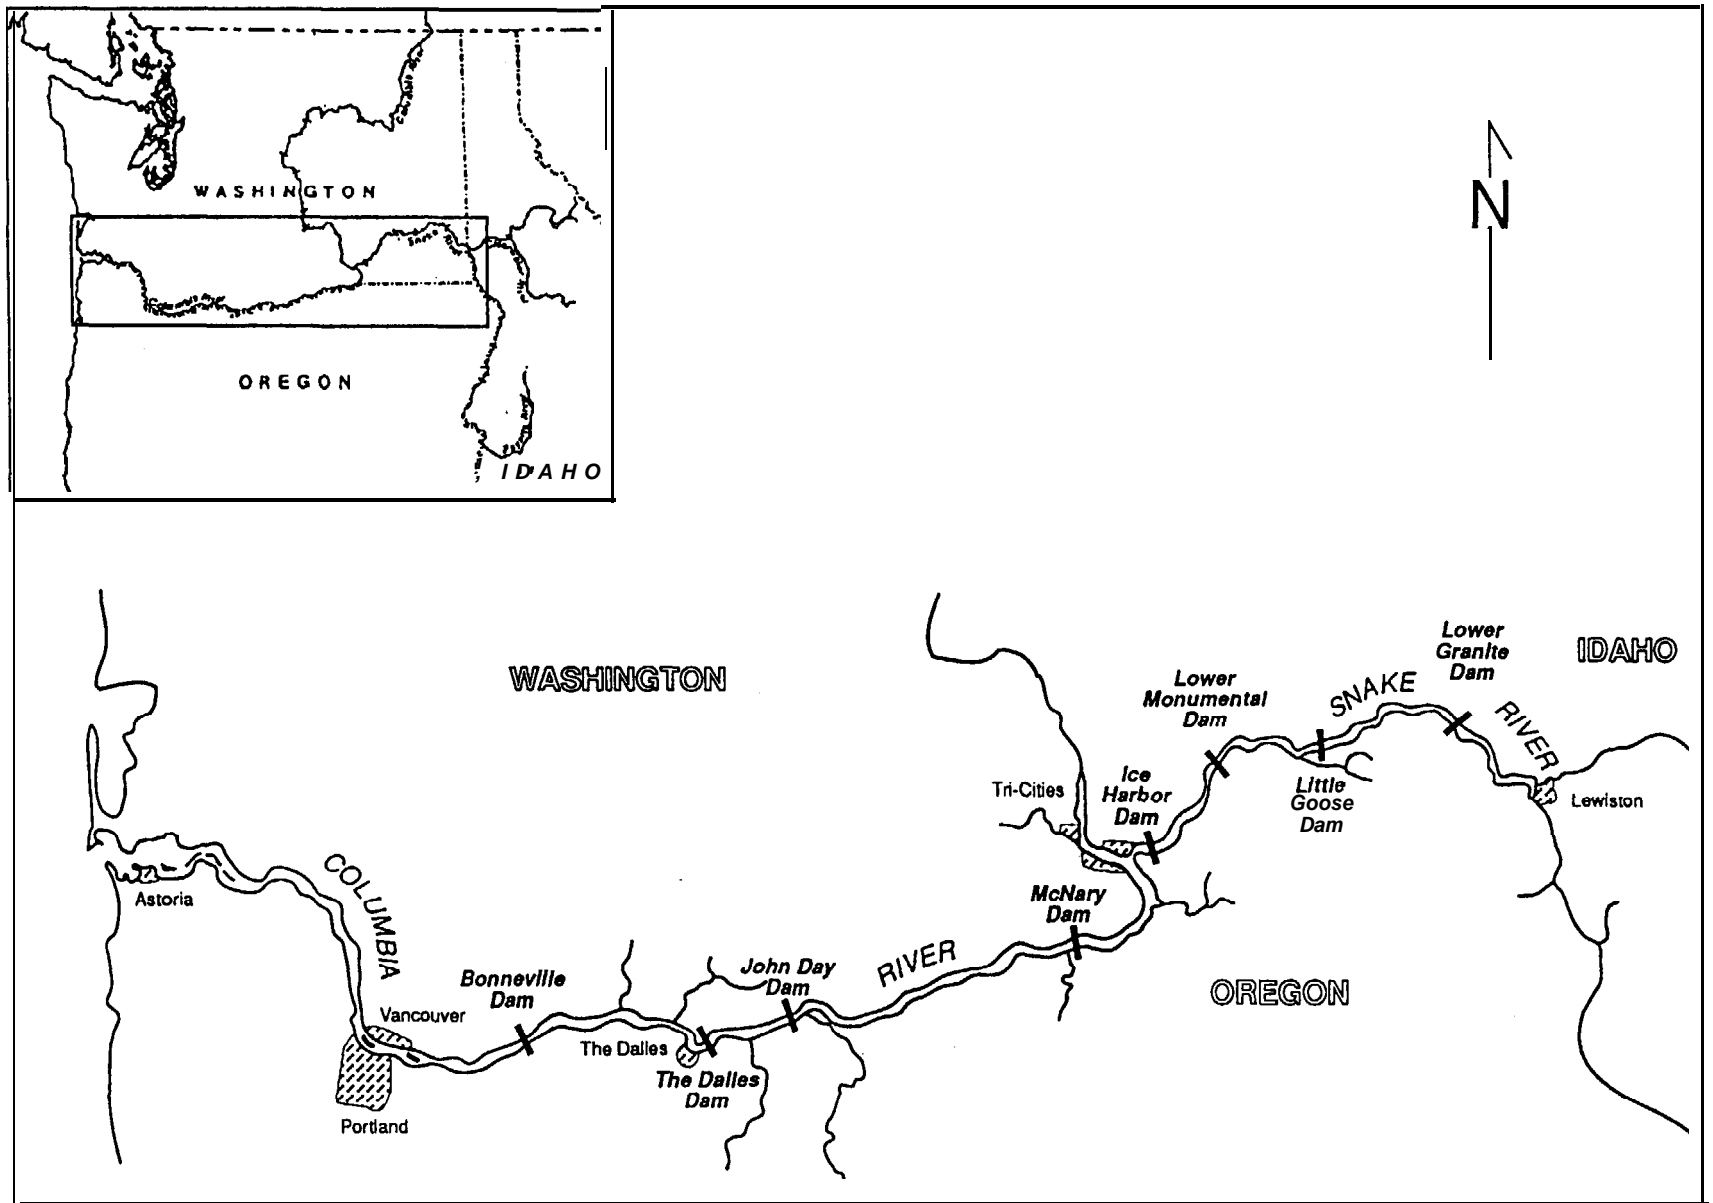 WASHINGTON
OREGON
IDAHO
N
WASHINGTON
IDAHO
OREGON
Lower
Granite
Dam
SNAKE
RIVER
Lower
Monumental
Dam
Ice
Harbor
Dam
Tri-Cities
Little
Goose
Dam
Lewiston
McNary
Dam
Astoria
COLUMBIA
RIVER
John Day
Dam
Bonneville
Dam
Vancouver
The Dalles
The Dalles
Dam
Portland